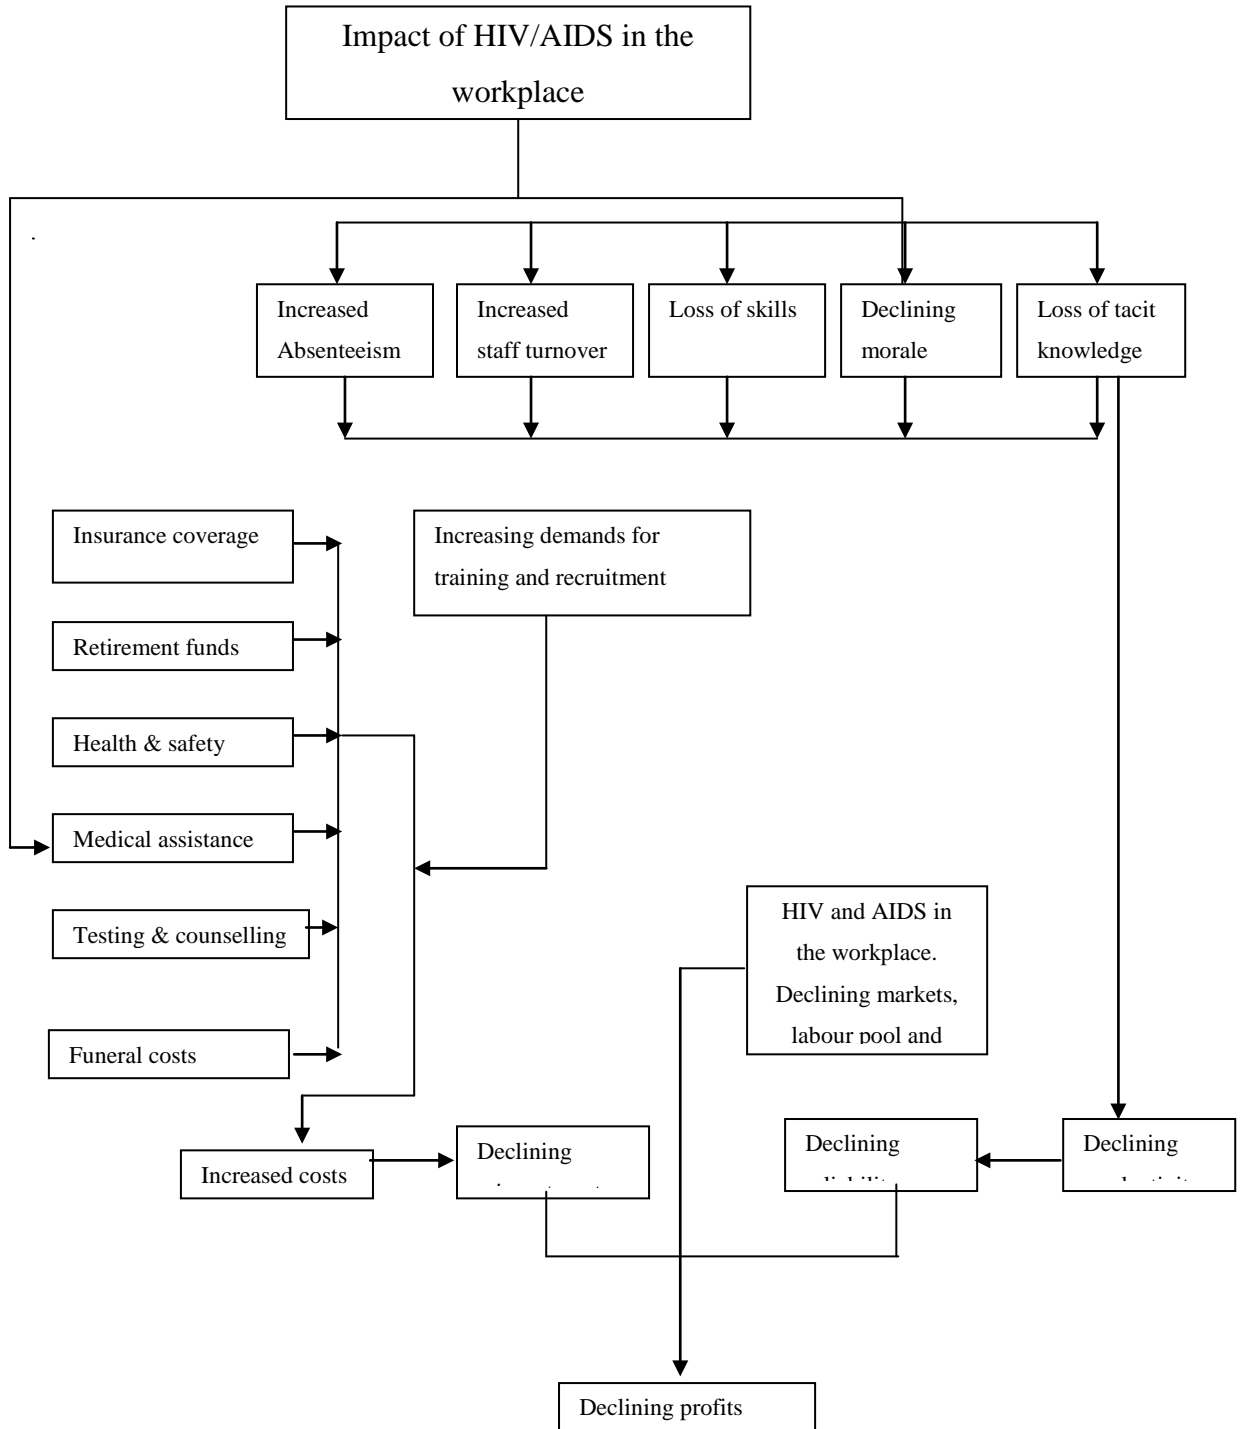 Impact of HIV/AIDS in the
workplace
Increased
Absenteeism
Increased
staff turnover
Loss of skills
Declining
morale
Loss of tacit
knowledge
Insurance coverage
Increasing demands for
training and recruitment
Retirement funds
Health & safety
Medical assistance
Testing & counselling
Funeral costs
HIV and AIDS in
the workplace.
Declining markets,
labour pool and
Increased costs
Declining
Declining
Declining
Declining profits